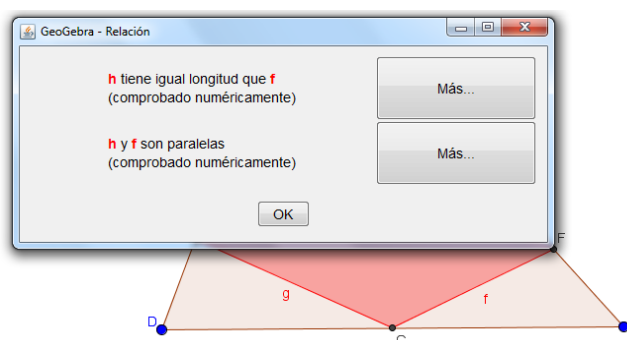 GeoGebra - Relación
h tiene igual longitud que f
(comprobado numéricamente)
Más...
h y f son paralelas
(comprobado numéricamente)
Más...
OK
F
g
f
D